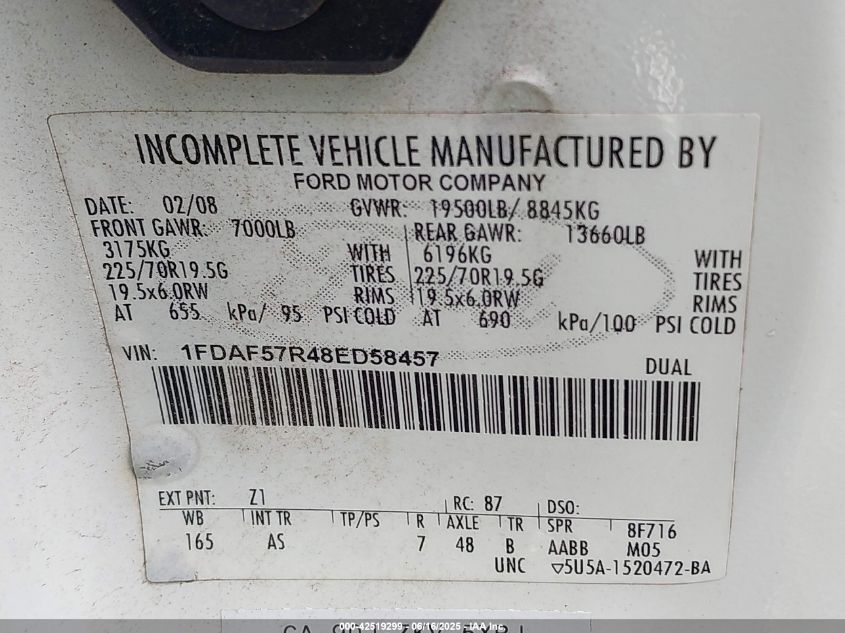 INCOMPLETE VEHICLE MANUFACTURED BY
FORD MOTOR COMPANY
DATE: 02/08 GVWR: 19500LB/ 8845KG
FRONT GAWR: 7000LB REAR GAWR: 13660LB
3175KG WITH 6196KG WITH
225/70R19.5G TIRES 225/70R19.5G TIRES
19.5x6.0RW RIMS 19.5x6.0RW RIMS
AT 655 kPa/ 95 PSI COLD AT 690 kPa/100 PSI COLD
VIN: 1FDAF57R48ED58457 DUAL
EXT PNT: Z1 RC: 87 DSO:
WB INT TR TP/PS R AXLE TR SPR 8F716
165 AS 7 48 B AABB M05
UNC ▽5U5A-1520472-BA
000-42519299 - 06/16/2025 - IAAI